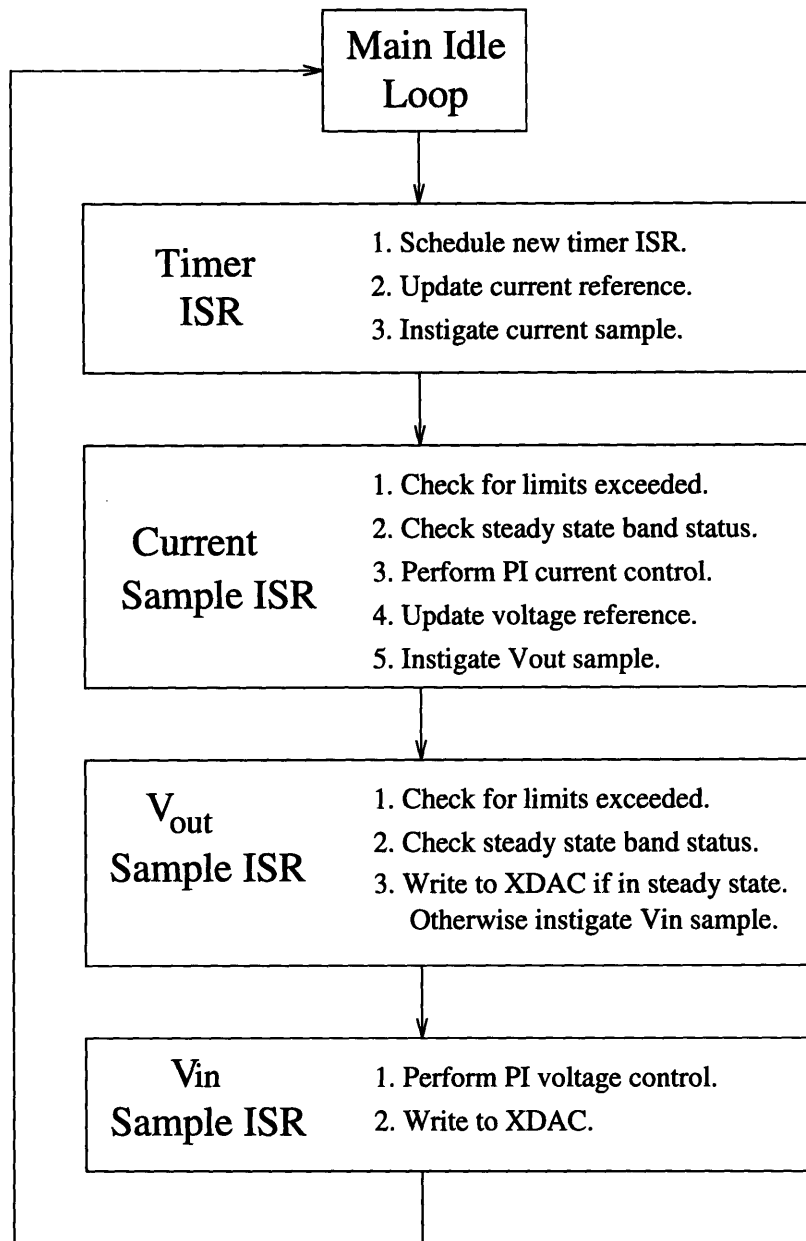 Main Idle
Loop
Timer
ISR
1. Schedule new timer ISR.
2. Update current reference.
3. Instigate current sample.
Current
Sample ISR
1. Check for limits exceeded.
2. Check steady state band status.
3. Perform PI current control.
4. Update voltage reference.
5. Instigate Vout sample.
Vout
Sample ISR
1. Check for limits exceeded.
2. Check steady state band status.
3. Write to XDAC if in steady state.
Otherwise instigate Vin sample.
Vin
Sample ISR
1. Perform PI voltage control.
2. Write to XDAC.